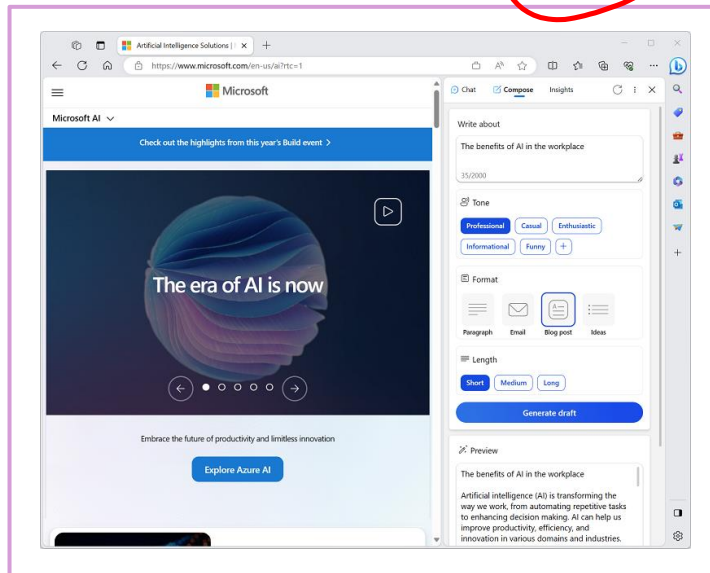 Artificial Intelligence Solutions |
https://www.microsoft.com/en-us/ai?rtc=1
Microsoft
Microsoft AI
Check out the highlights from this year's Build event >
The era of AI is now
Embrace the future of productivity and limitless innovation
Explore Azure AI
Chat Compose Insights
Write about
The benefits of AI in the workplace
35/2000
Tone
Professional Casual Enthusiastic
Informational Funny +
Format
Paragraph Email Blog post Ideas
Length
Short Medium Long
Generate draft
Preview
The benefits of AI in the workplace
Artificial intelligence (AI) is transforming the
way we work, from automating repetitive tasks
to enhancing decision making. AI can help us
improve productivity, efficiency, and
innovation in various domains and industries.